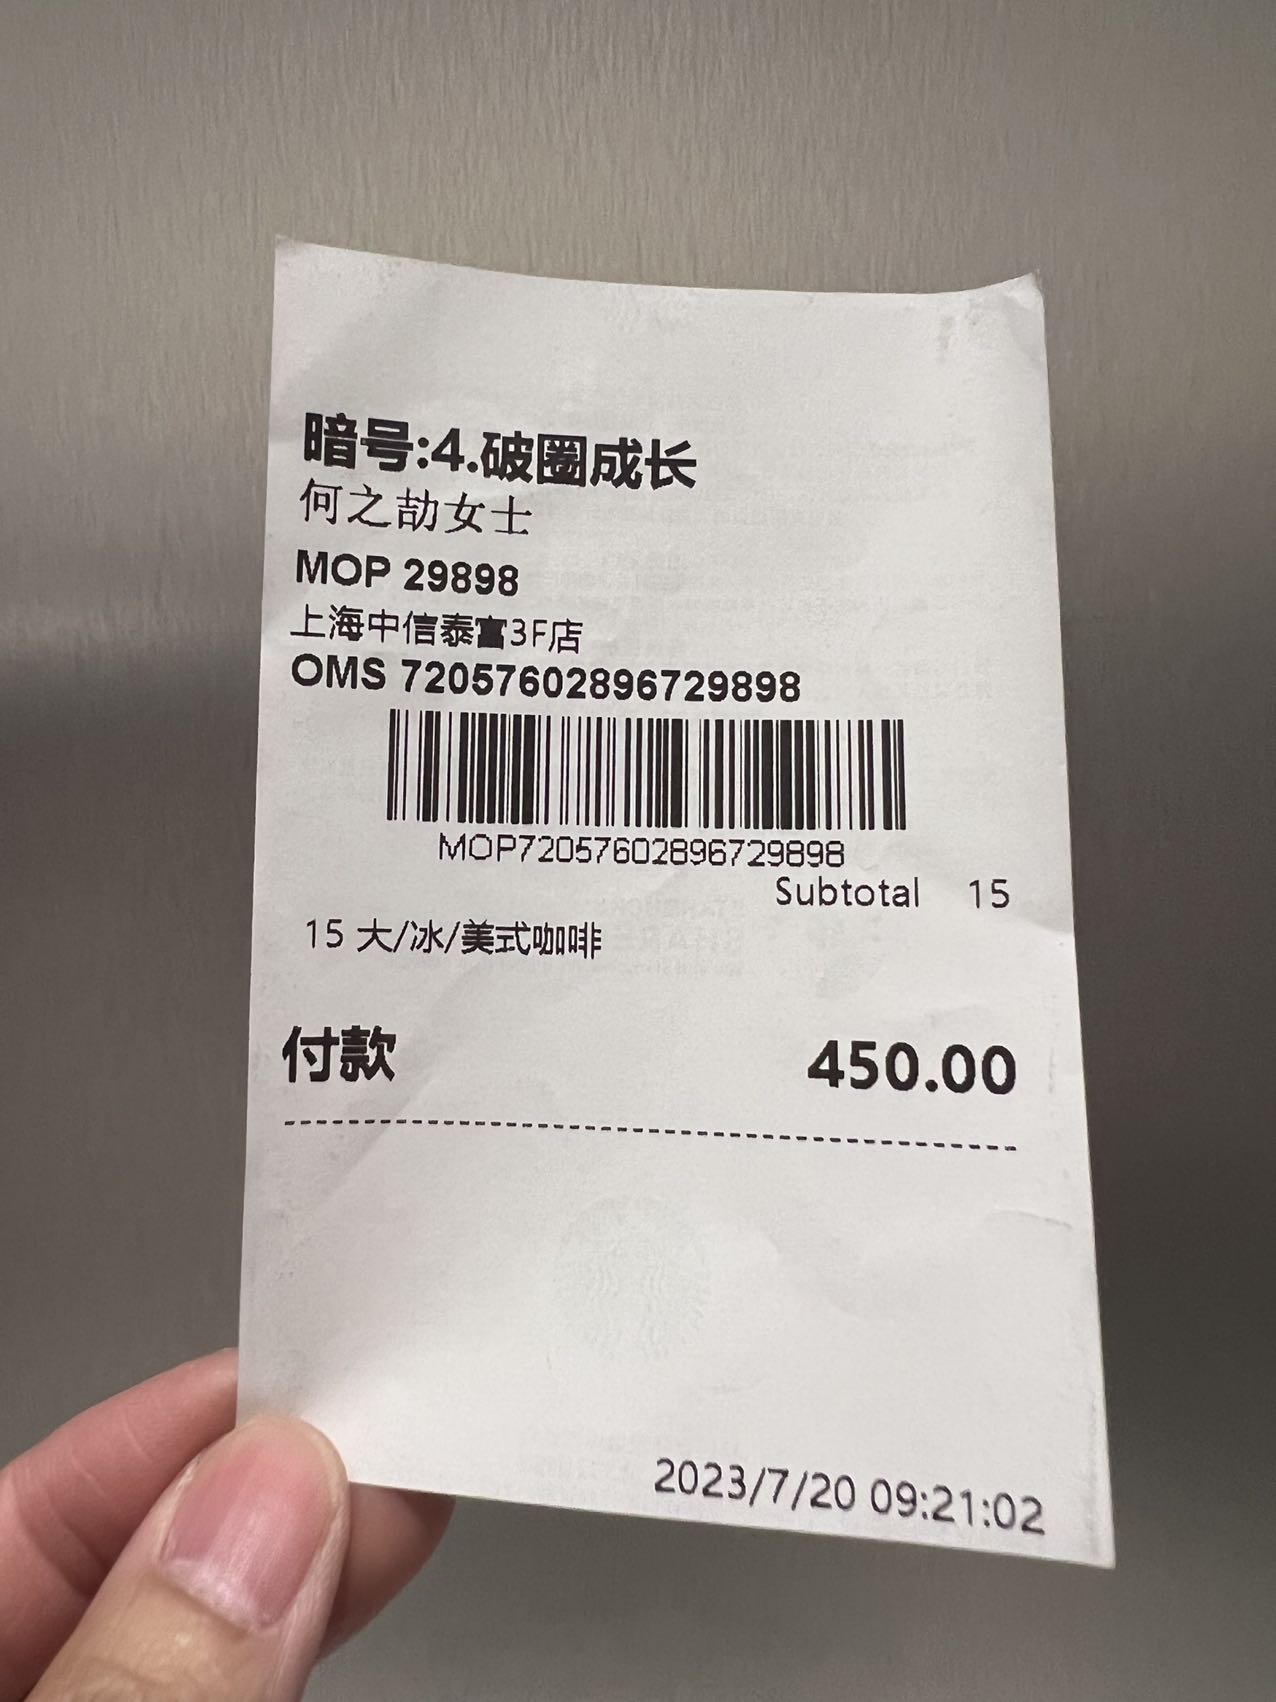 暗号:4.破圈成长
何之劼女士
MOP 29898
上海中信泰富3F店
OMS 72057602896729898
MOP72057602896729898
Subtotal 15
15 大/冰/美式咖啡
付款 450.00
2023/7/20 09:21:02